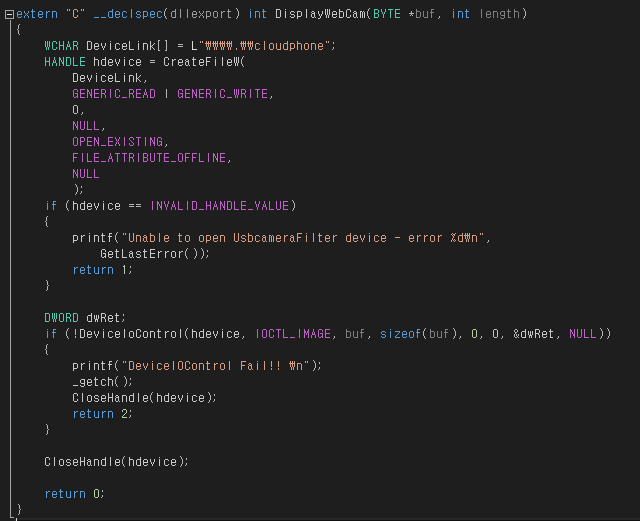 extern "C" __declspec(dllexport) int DisplayWebCam(BYTE *buf, int length)
{
    WCHAR DeviceLink[] = L"₩₩₩₩.₩₩cloudphone";
    HANDLE hdevice = CreateFileW(
        DeviceLink,
        GENERIC_READ | GENERIC_WRITE,
        0,
        NULL,
        OPEN_EXISTING,
        FILE_ATTRIBUTE_OFFLINE,
        NULL
        );
    if (hdevice == INVALID_HANDLE_VALUE)
    {
        printf("Unable to open UsbcameraFilter device - error %d₩n",
            GetLastError());
        return 1;
    }

    DWORD dwRet;
    if (!DeviceIoControl(hdevice, IOCTL_IMAGE, buf, sizeof(buf), 0, 0, &dwRet, NULL))
    {
        printf("DeviceIOControl Fail!! ₩n");
        _getch();
        CloseHandle(hdevice);
        return 2;
    }

    CloseHandle(hdevice);

    return 0;
}